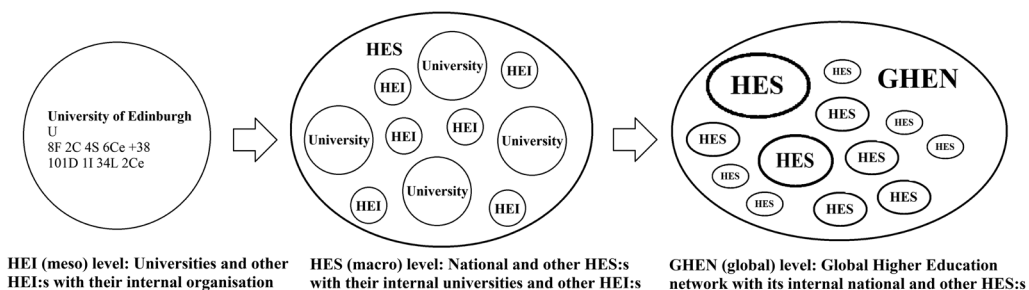 University of Edinburgh
U
8F 2C 4S 6Ce +38
101D 1I 34L 2Ce
HEI (meso) level: Universities and other
HEI:s with their internal organisation
HES
University
HEI
HEI
University
HEI
HEI
University
University
HEI
HEI
HES (macro) level: National and other HES:s
with their internal universities and other HEI:s
HES
HES
GHEN
HES
HES
HES
HES
HES
HES
HES
HES
HES
HES
HES
GHEN (global) level: Global Higher Education
network with its internal national and other HES:s